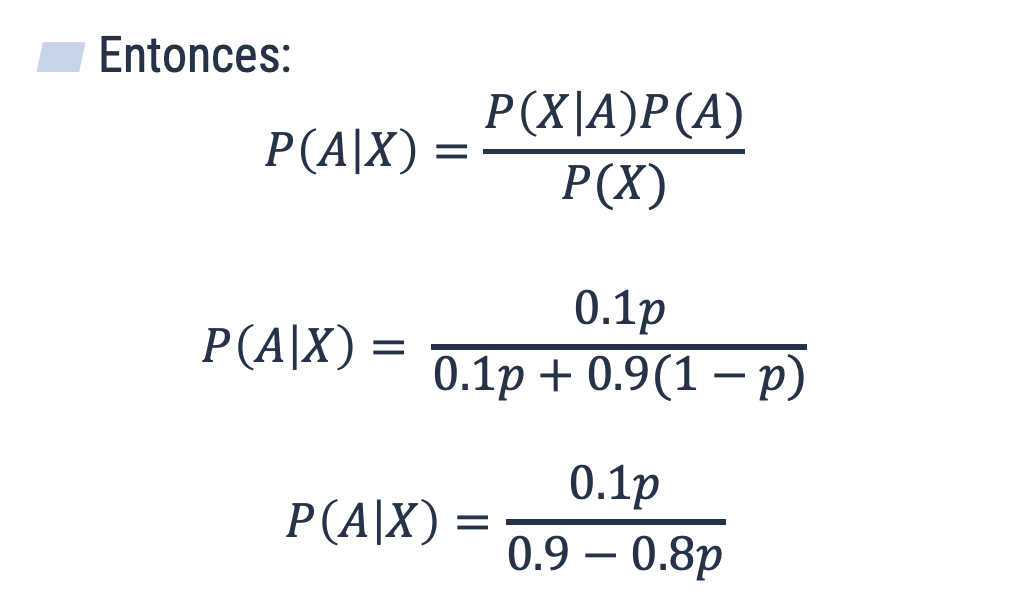 Entonces:
P(A|X) = P(X|A)P(A) / P(X)
P(A|X) = 0.1p / 0.1p + 0.9(1 − p)
P(A|X) = 0.1p / 0.9 − 0.8p